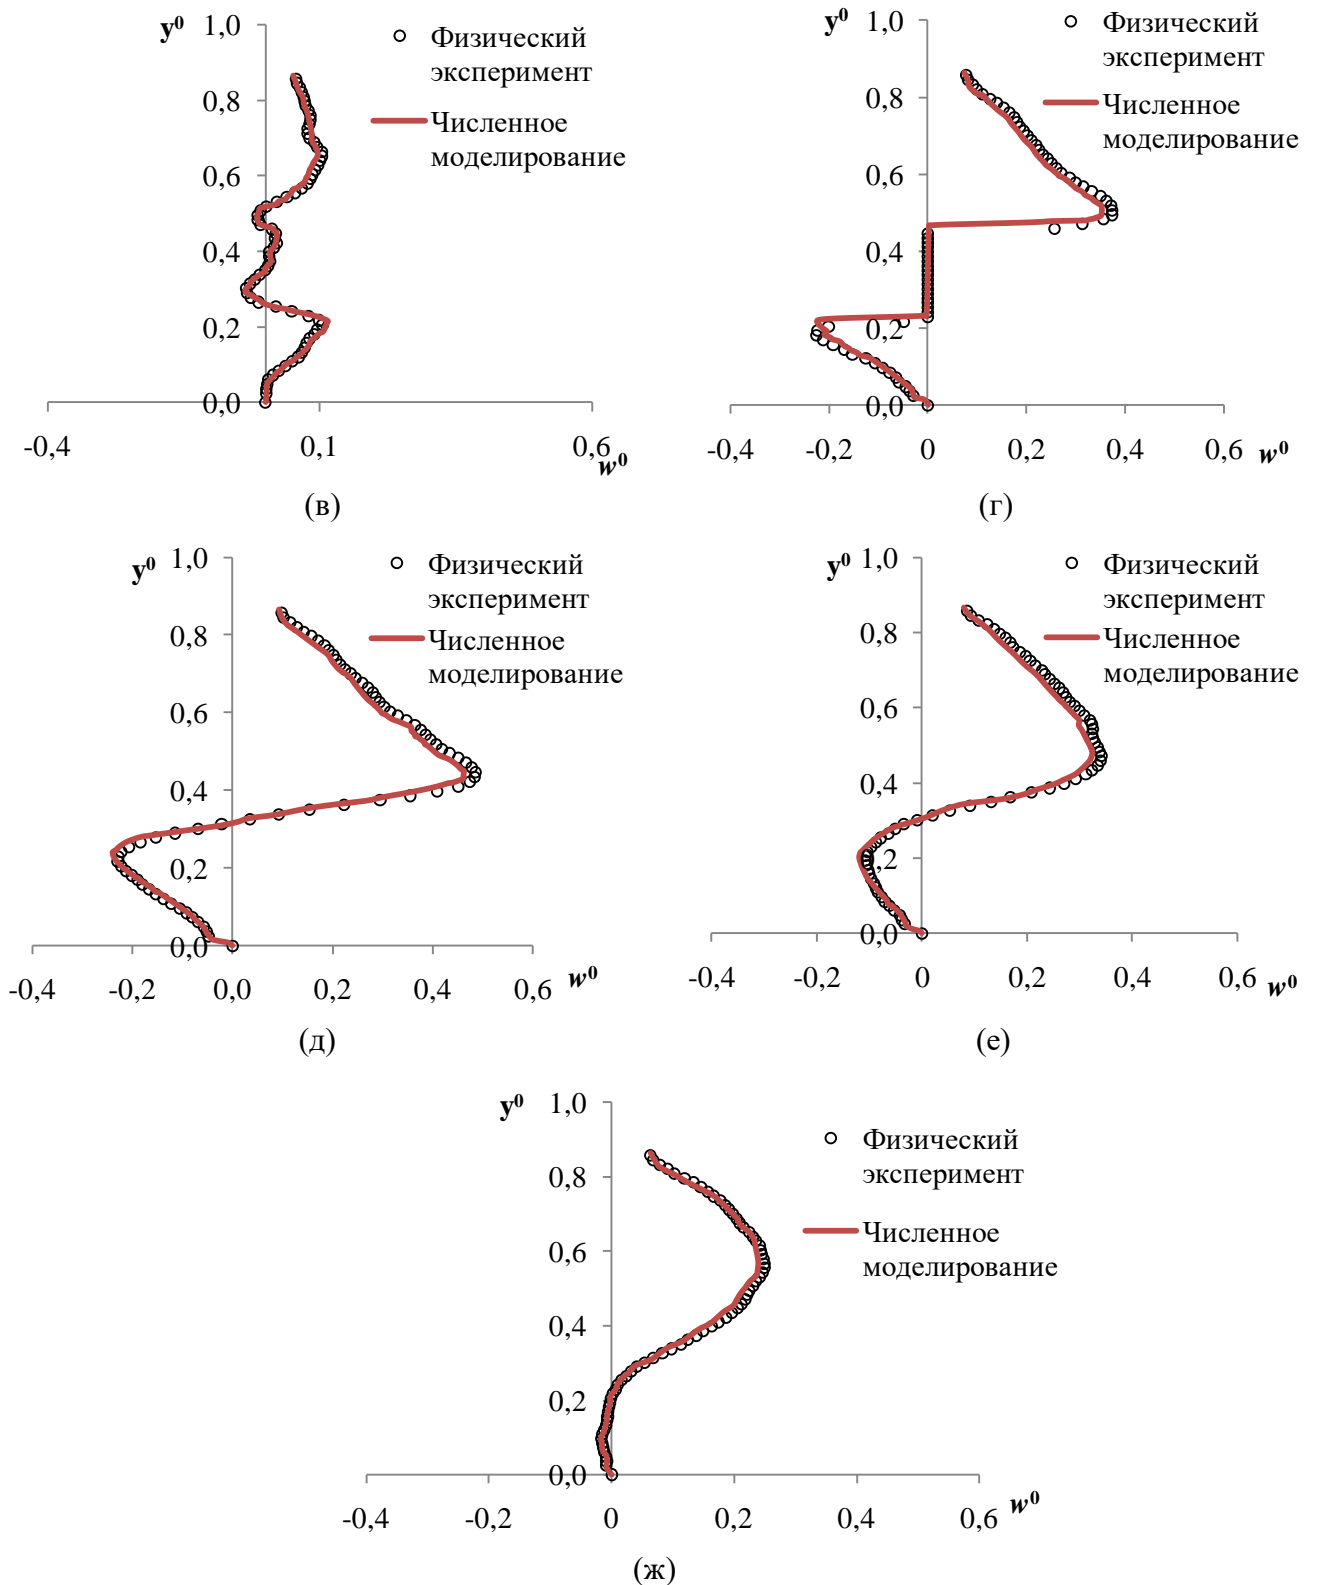 y⁰ 1,0
0,8
0,6
0,4
0,2
0,0
-0,4 0,1 0,6
w⁰
Физический
эксперимент
Численное
моделирование
(в)
y⁰ 1,0
0,8
0,6
0,4
0,2
0,0
-0,4 -0,2 0 0,2 0,4 0,6 w⁰
Физический
эксперимент
Численное
моделирование
(г)
y⁰ 1,0
0,8
0,6
0,4
0,2
0,0
-0,4 -0,2 0,0 0,2 0,4 0,6 w⁰
Физический
эксперимент
Численное
моделирование
(д)
y⁰ 1,0
0,8
0,6
0,4
0,2
0,0
-0,4 -0,2 0 0,2 0,4 0,6 w⁰
Физический
эксперимент
Численное
моделирование
(е)
y⁰ 1,0
0,8
0,6
0,4
0,2
0,0
-0,4 -0,2 0 0,2 0,4 0,6 w⁰
Физический
эксперимент
Численное
моделирование
(ж)